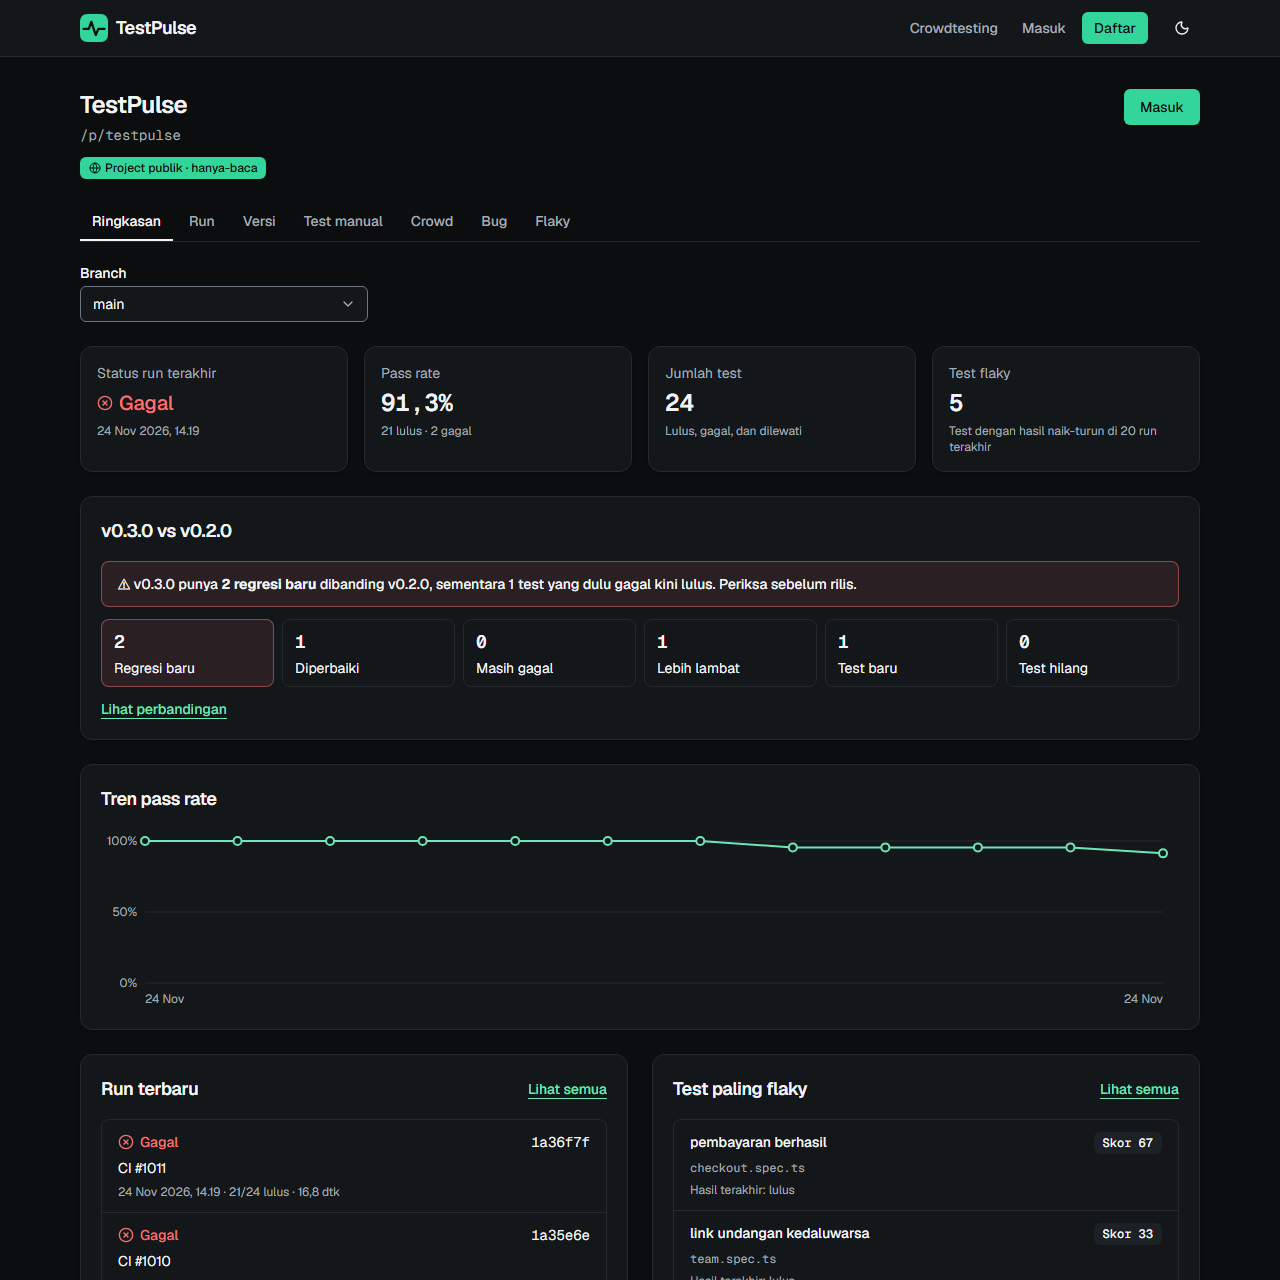 TestPulse
Crowdtesting
Masuk
Daftar
TestPulse
Masuk
/p/testpulse
Project publik · hanya-baca
Ringkasan
Run
Versi
Test manual
Crowd
Bug
Flaky
Branch
main
Status run terakhir
Gagal
24 Nov 2026, 14.19
Pass rate
91,3%
21 lulus · 2 gagal
Jumlah test
24
Lulus, gagal, dan dilewati
Test flaky
5
Test dengan hasil naik-turun di 20 run
terakhir
v0.3.0 vs v0.2.0
v0.3.0 punya 2 regresi baru dibanding v0.2.0, sementara 1 test yang dulu gagal kini lulus. Periksa sebelum rilis.
2
Regresi baru
1
Diperbaiki
0
Masih gagal
1
Lebih lambat
1
Test baru
0
Test hilang
Lihat perbandingan
Tren pass rate
100%
50%
0%
24 Nov
24 Nov
Run terbaru
Lihat semua
Gagal
1a36f7f
CI #1011
24 Nov 2026, 14.19 · 21/24 lulus · 16,8 dtk
Gagal
1a35e6e
CI #1010
Test paling flaky
Lihat semua
pembayaran berhasil
Skor 67
checkout.spec.ts
Hasil terakhir: lulus
link undangan kedaluwarsa
Skor 33
team.spec.ts
Hasil terakhir: lulus